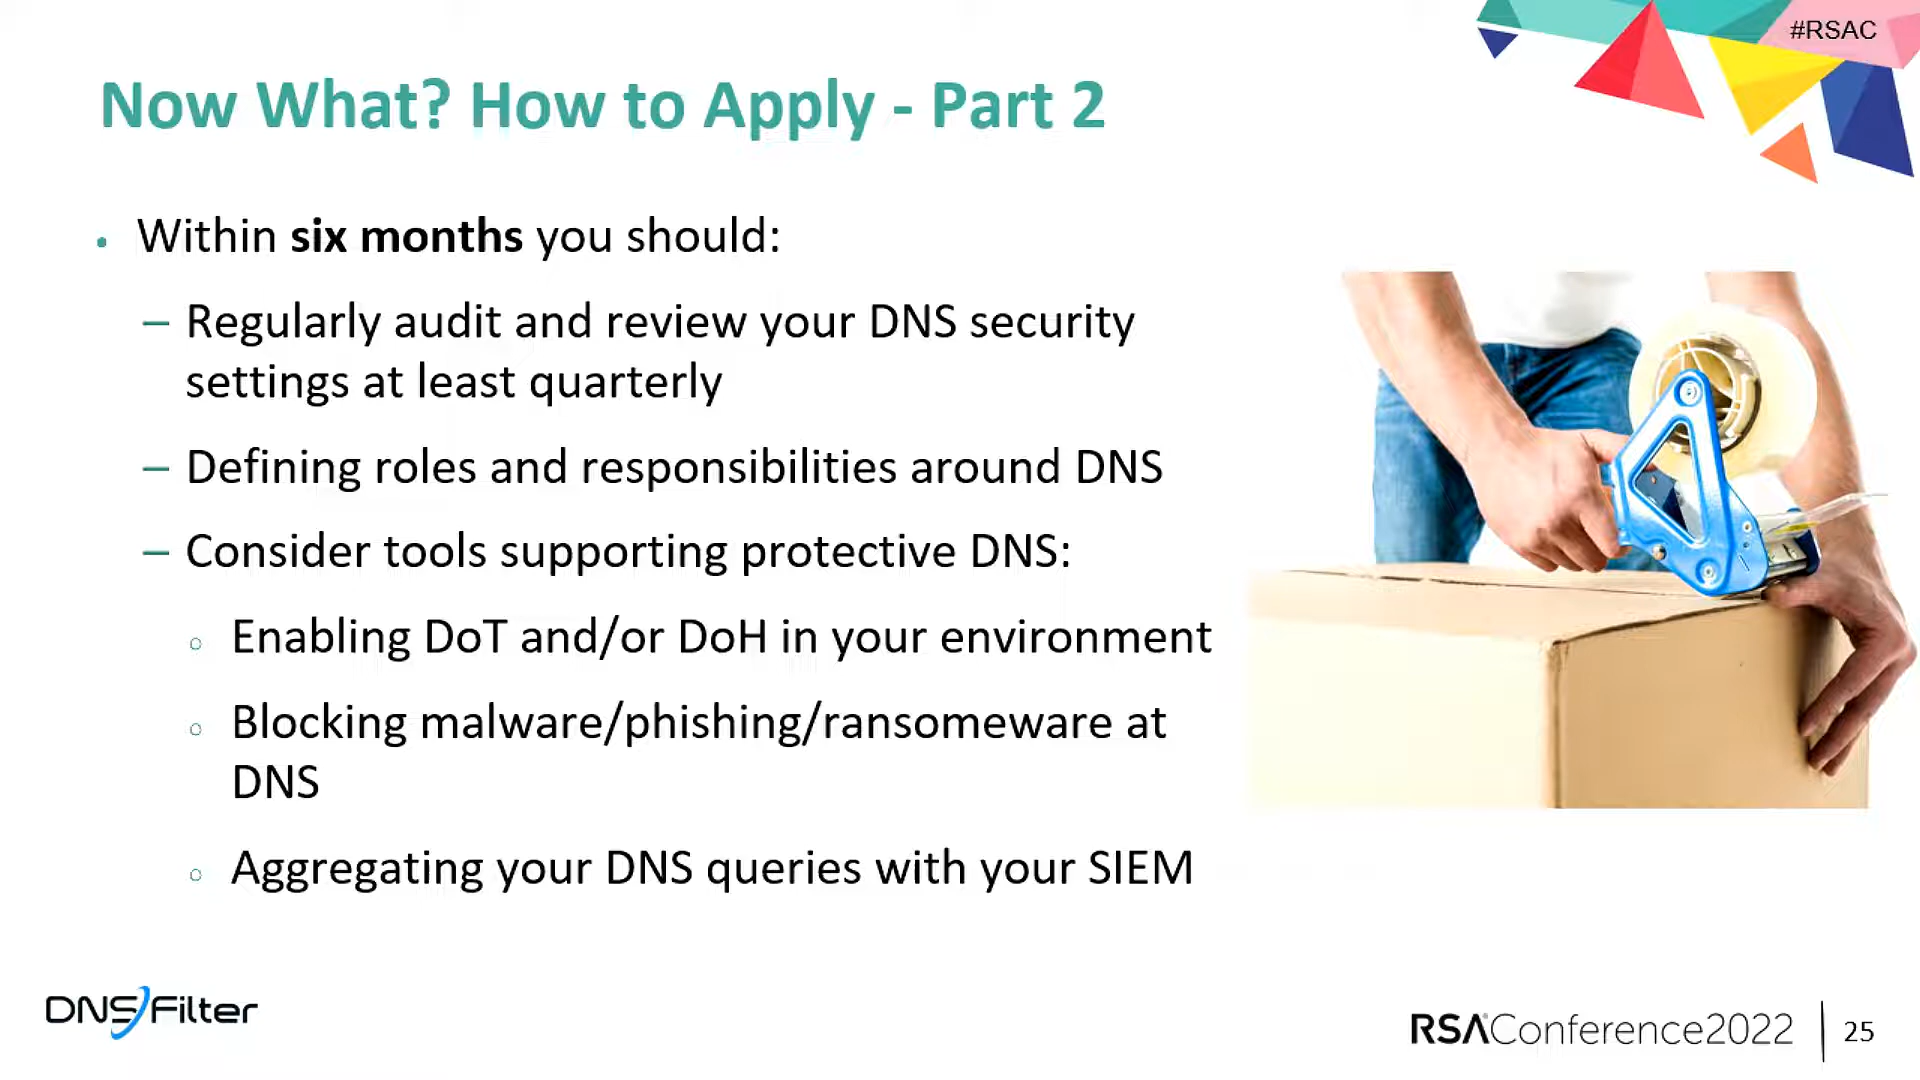 #RSAC
Now What? How to Apply - Part 2
• Within six months you should:
– Regularly audit and review your DNS security
settings at least quarterly
– Defining roles and responsibilities around DNS
– Consider tools supporting protective DNS:
○ Enabling DoT and/or DoH in your environment
○ Blocking malware/phishing/ransomeware at
DNS
○ Aggregating your DNS queries with your SIEM
DNSFilter
RSAConference2022 | 25